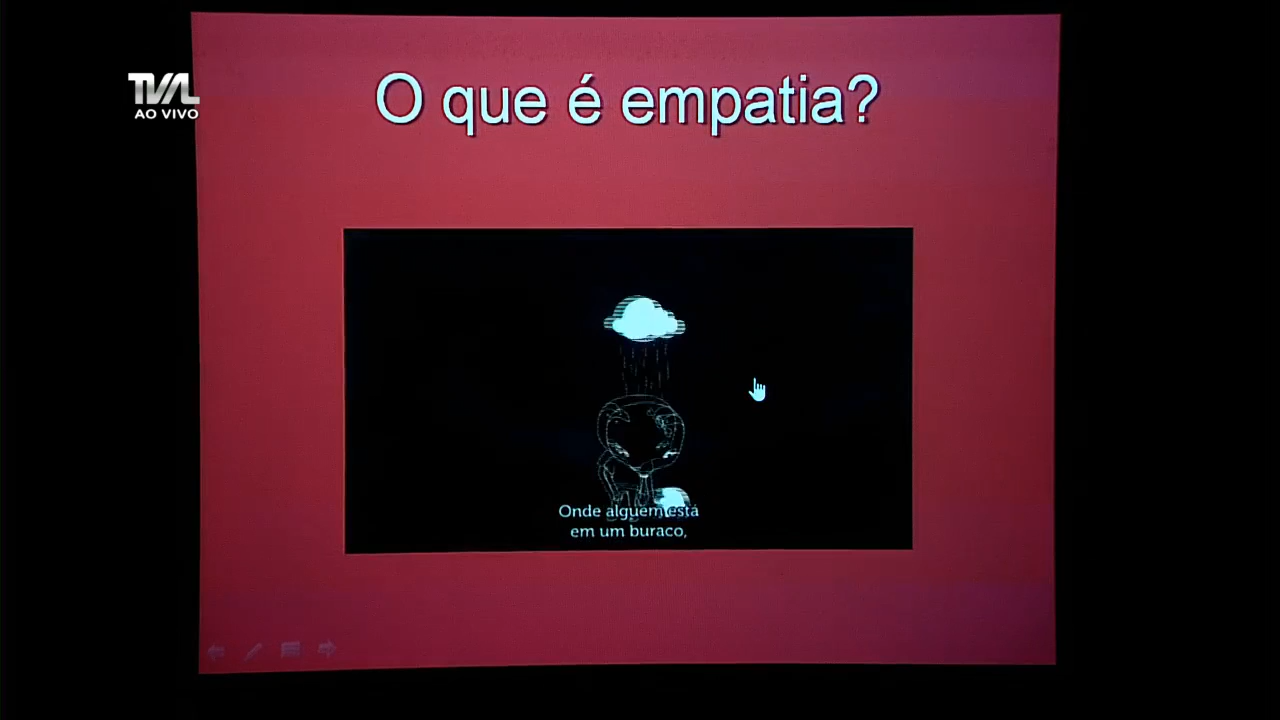 TVAL
AO VIVO
O que é empatia?
Onde alguém está
em um buraco,